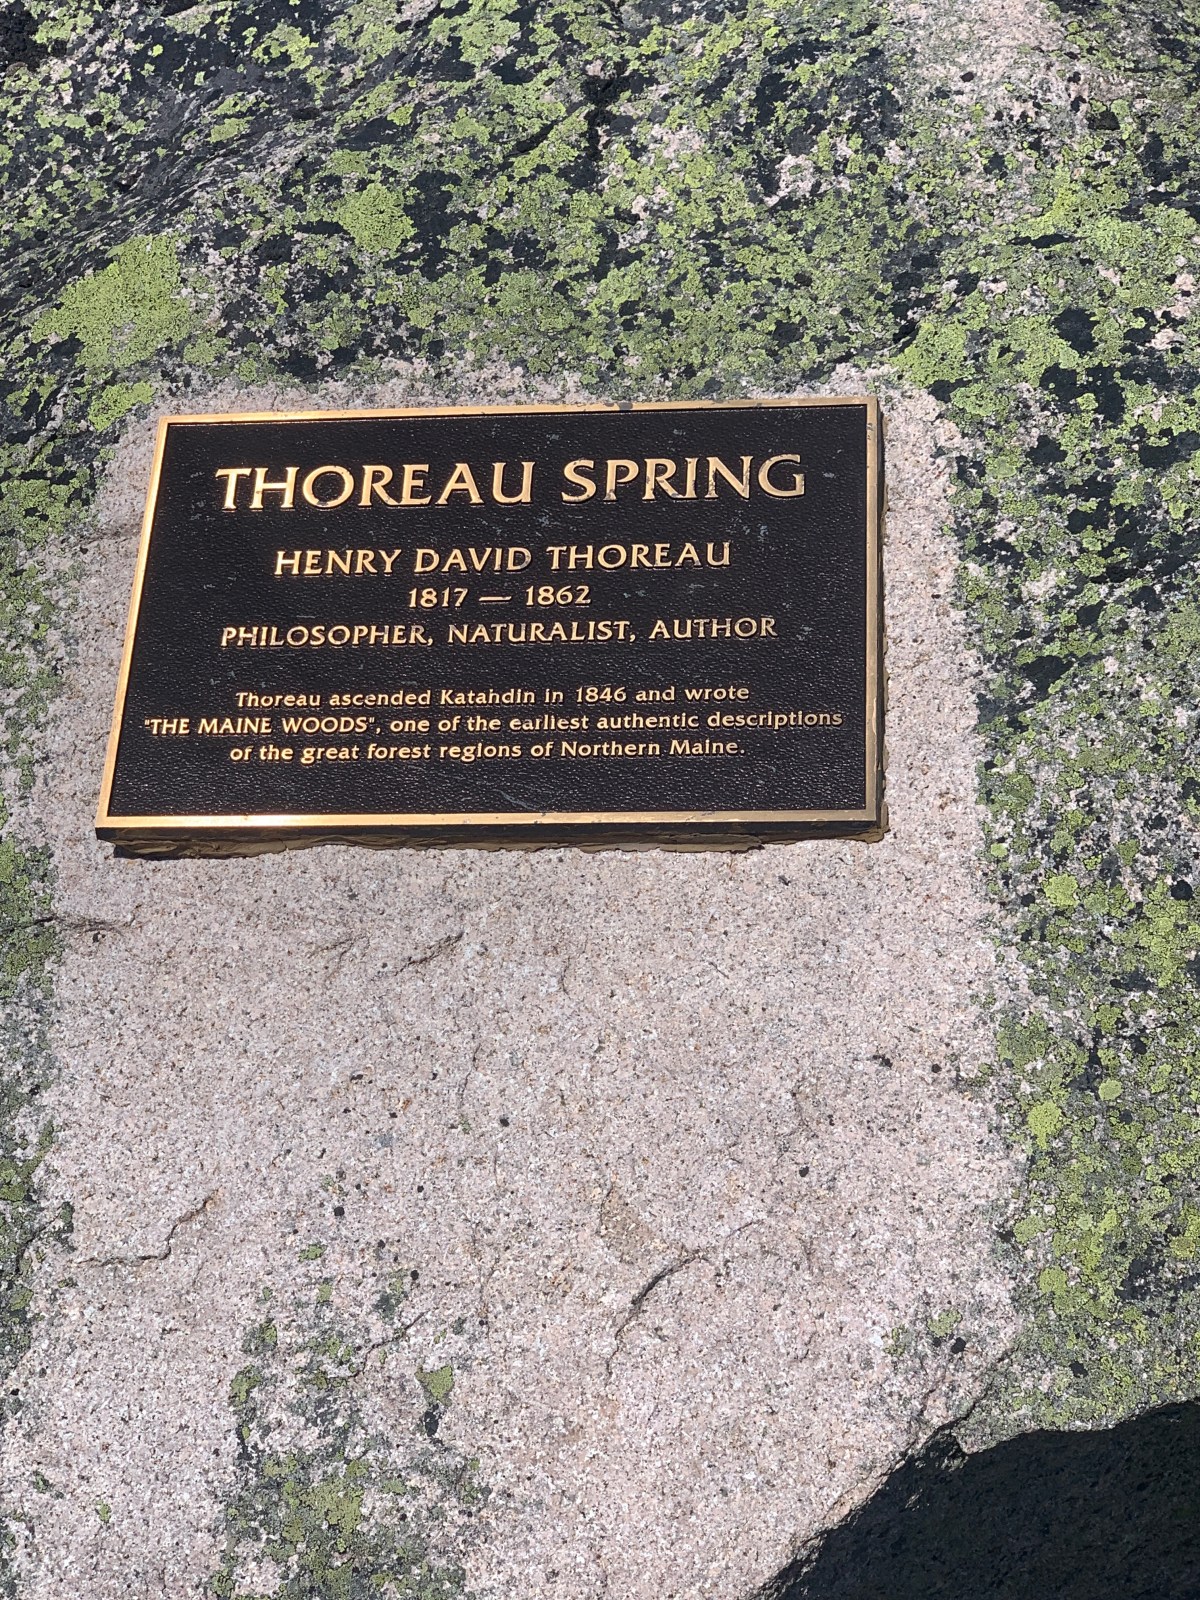 THOREAU SPRING
HENRY DAVID THOREAU
1817 — 1862
PHILOSOPHER, NATURALIST, AUTHOR
Thoreau ascended Katahdin in 1846 and wrote
"THE MAINE WOODS", one of the earliest authentic descriptions
of the great forest regions of Northern Maine.